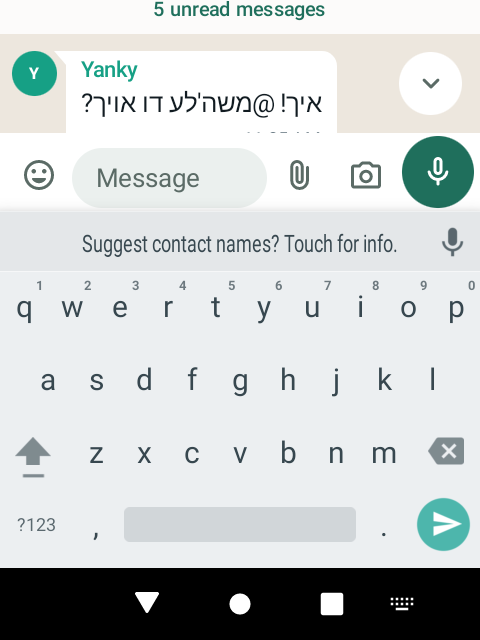 5 unread messages
Y
Yanky
איך! @משה'לע דו אויך?
Message
Suggest contact names? Touch for info.
1 2 3 4 5 6 7 8 9 0
q w e r t y u i o p
a s d f g h j k l
z x c v b n m
?123 , .